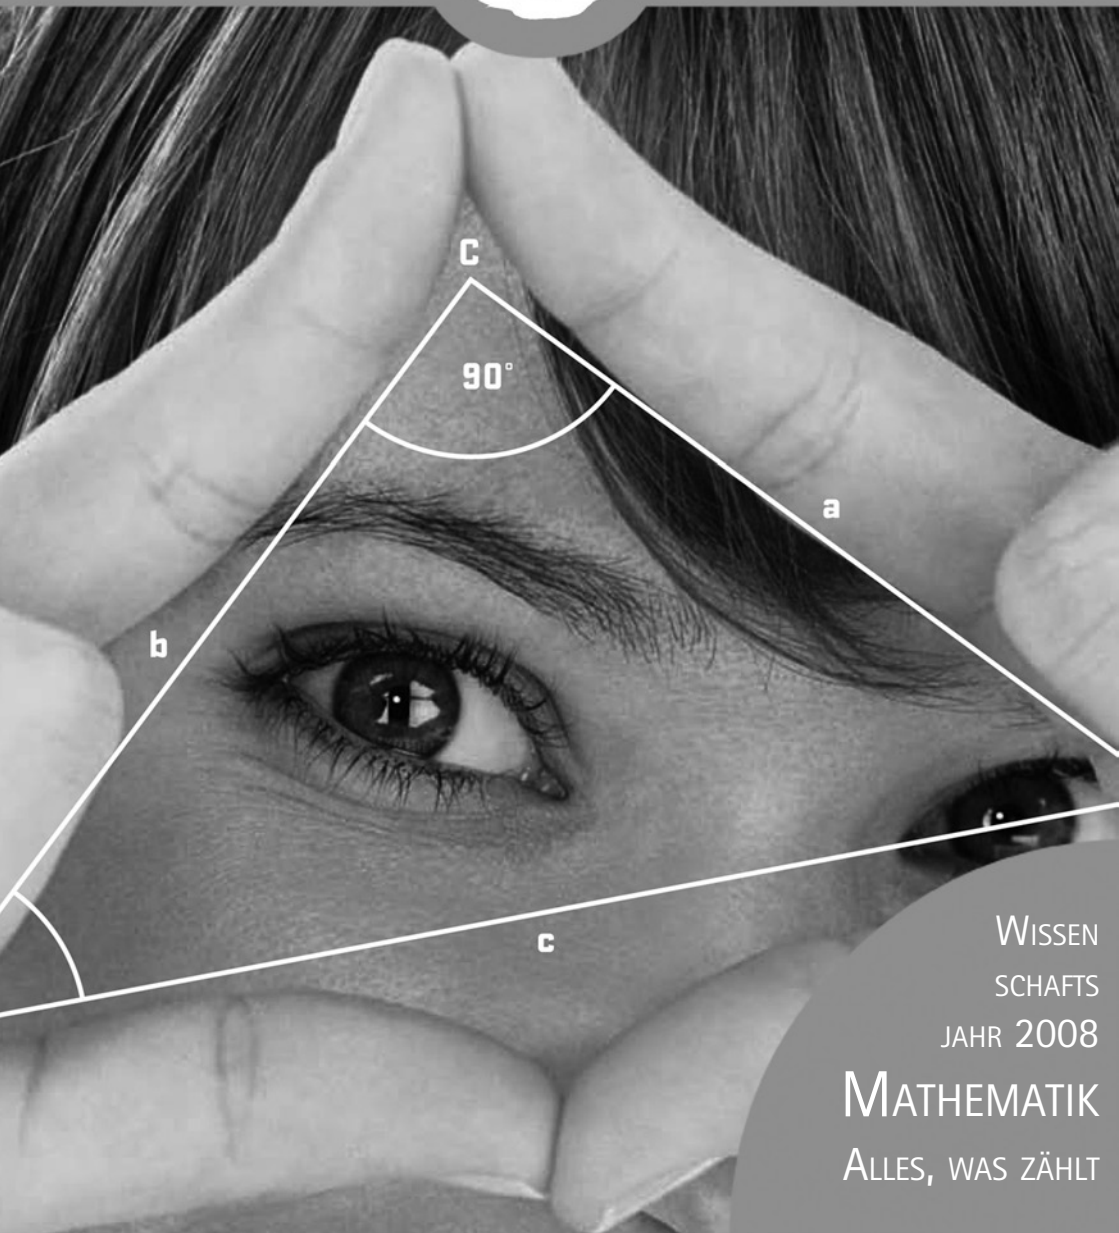 C
90°
a
b
c
WISSEN
SCHAFTS
JAHR 2008
MATHEMATIK
ALLES, WAS ZÄHLT